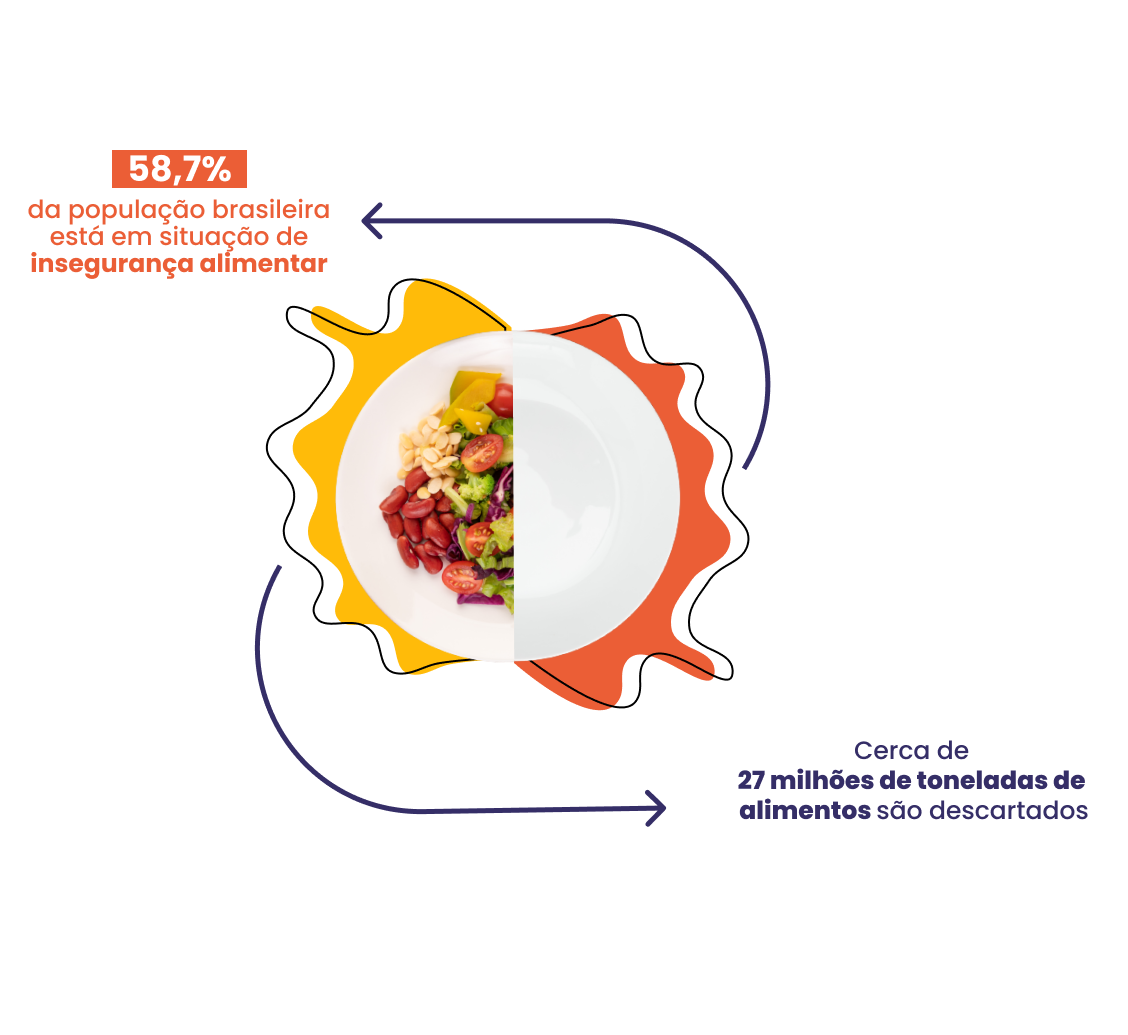 58,7%
da população brasileira
está em situação de
insegurança alimentar
Cerca de
27 milhões de toneladas de
alimentos são descartados